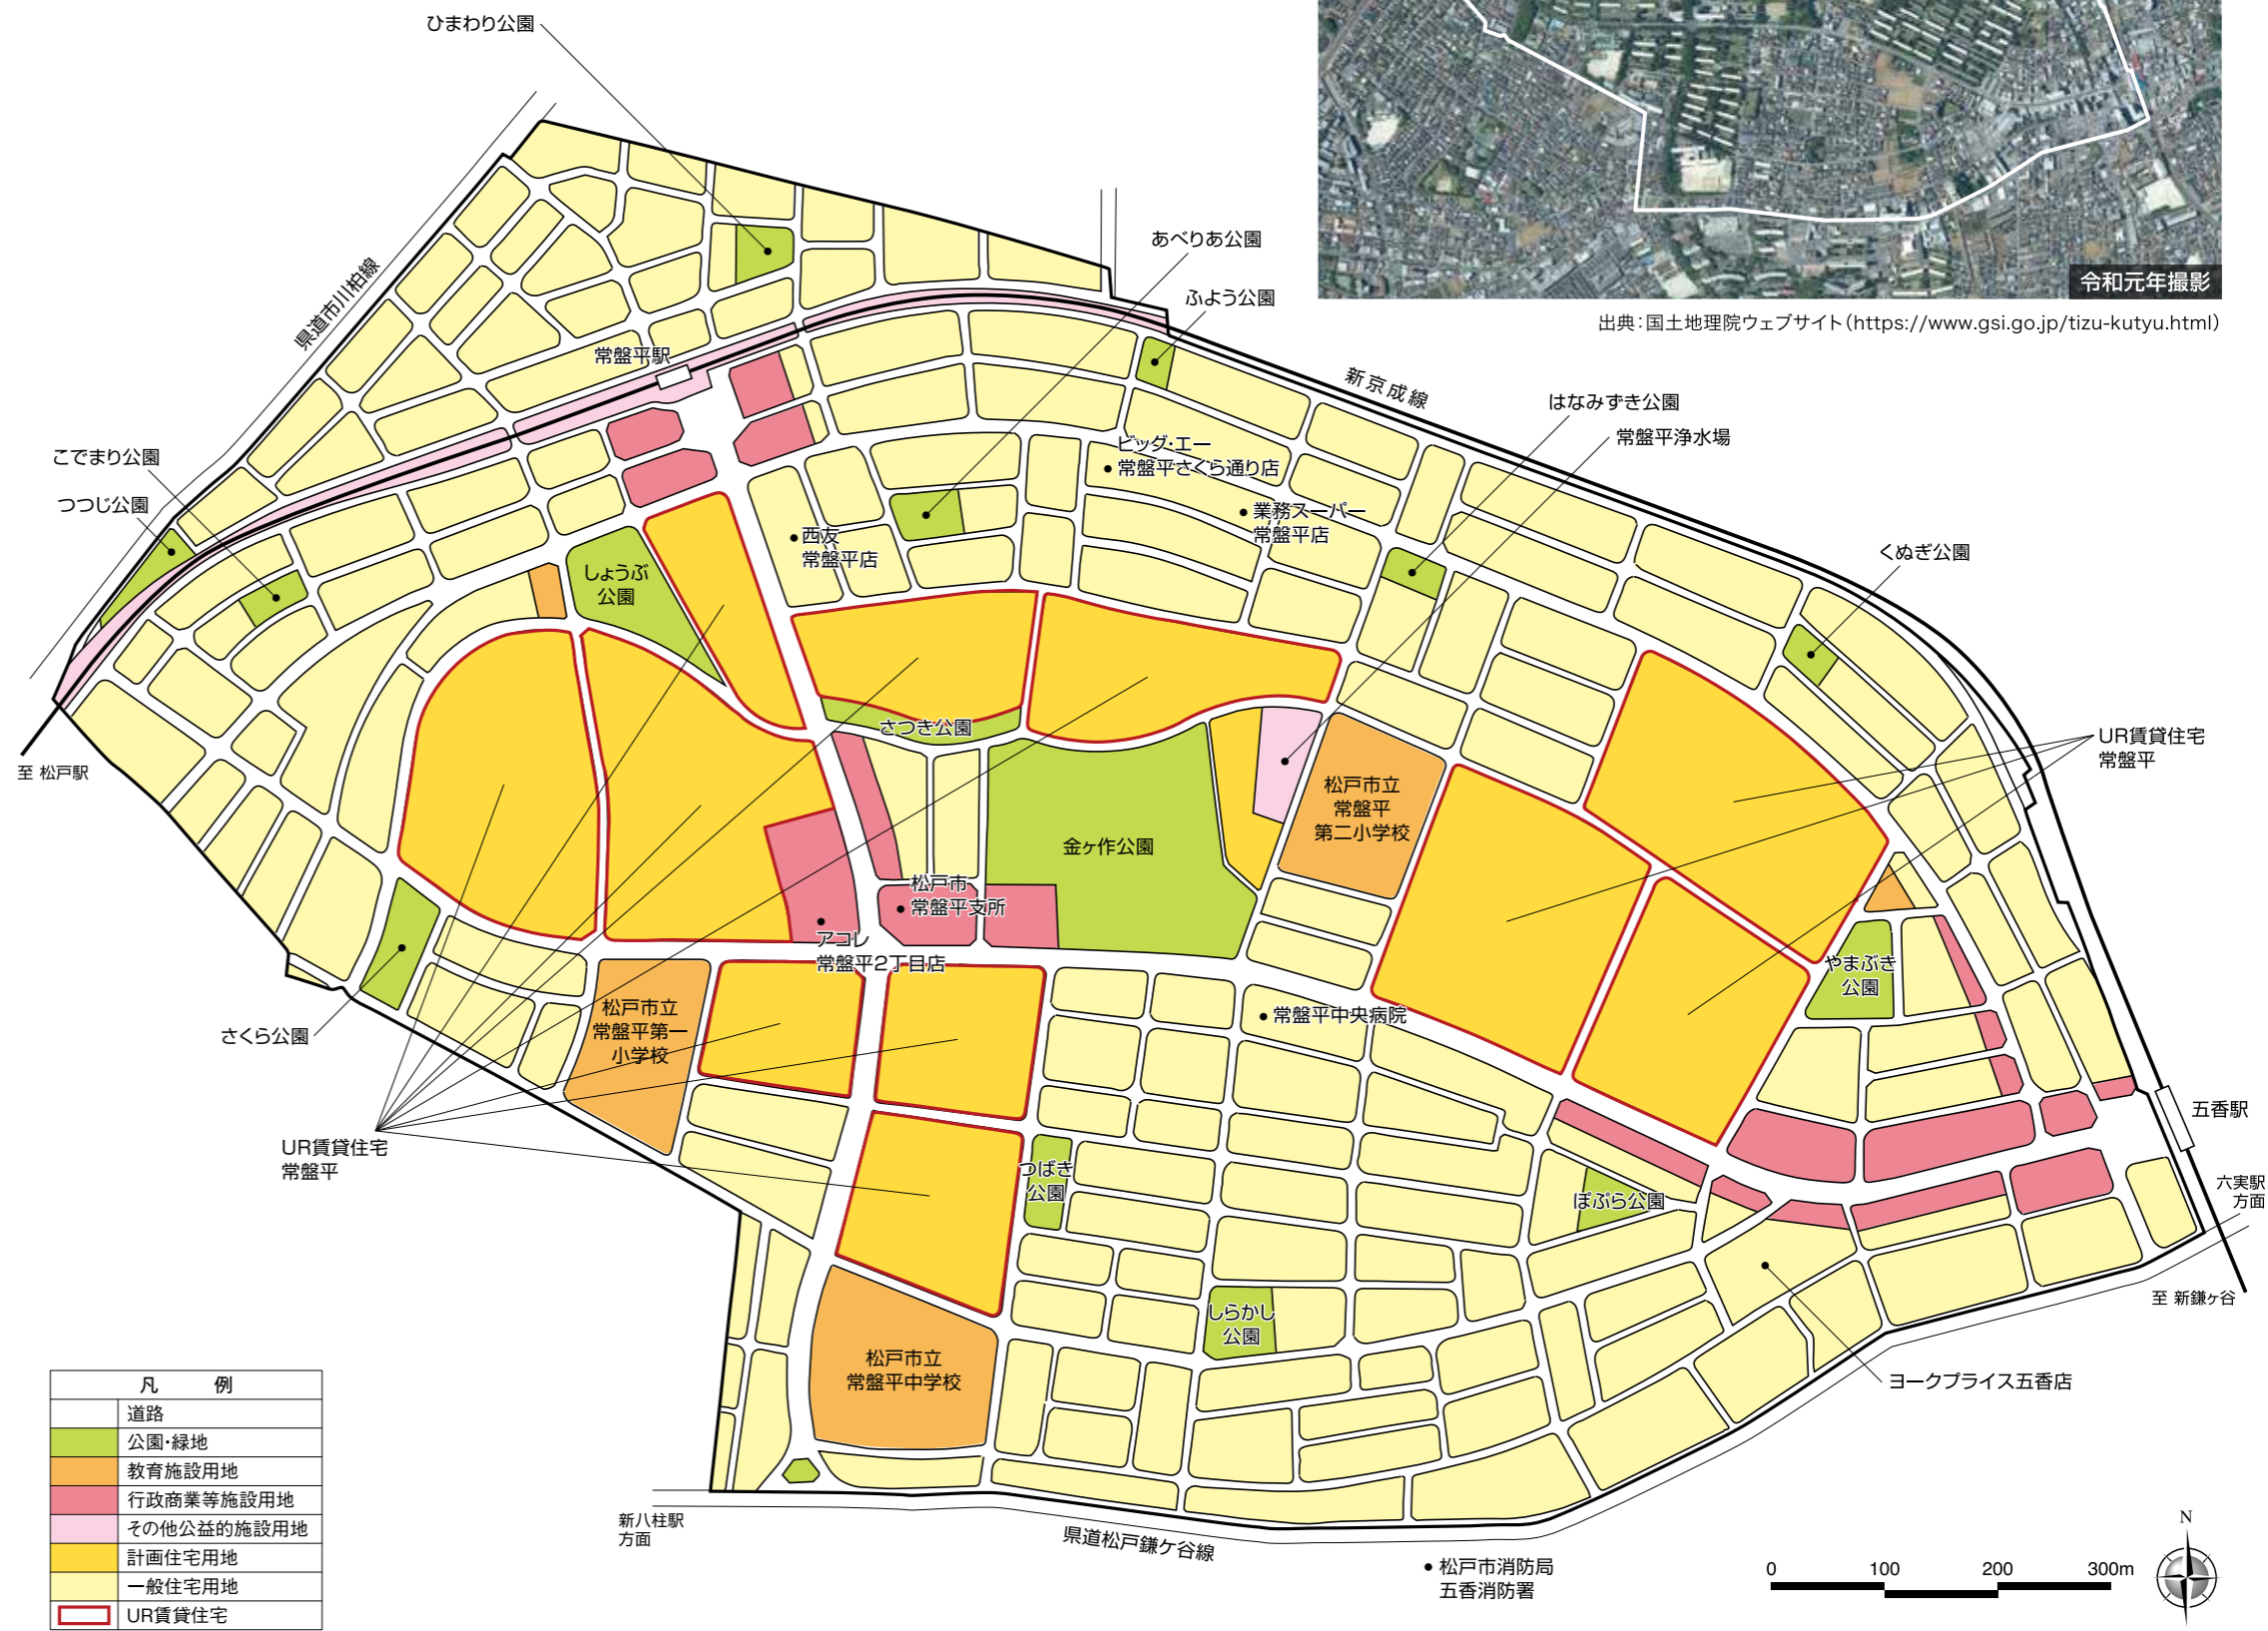 ひまわり公園
令和元年撮影
出典：国土地理院ウェブサイト（https://www.gsi.go.jp/tizu-kutyu.html）
あべりあ公園
ふよう公園
県道市川柏線
常盤平駅
新京成線
はなみずき公園
常盤平浄水場
ビッグ・エー
常盤平さくら通り店
こでまり公園
つつじ公園
業務スーパー
常盤平店
西友
常盤平店
くぬぎ公園
しょうぶ
公園
さつき公園
UR賃貸住宅
常盤平
至 松戸駅
松戸市立
常盤平
第二小学校
金ヶ作公園
松戸市
常盤平支所
アコレ
常盤平2丁目店
やまぶき
公園
松戸市立
常盤平第一
小学校
常盤平中央病院
さくら公園
五香駅
UR賃貸住宅
常盤平
つばき
公園
ぽぷら公園
六実駅
方面
至 新鎌ヶ谷
しらかし
公園
松戸市立
常盤平中学校
ヨークプライス五香店
凡 例
道路
公園・緑地
教育施設用地
行政商業等施設用地
その他公益的施設用地
計画住宅用地
一般住宅用地
UR賃貸住宅
新八柱駅
方面
県道松戸鎌ケ谷線
松戸市消防局
五香消防署
0 100 200 300m
N